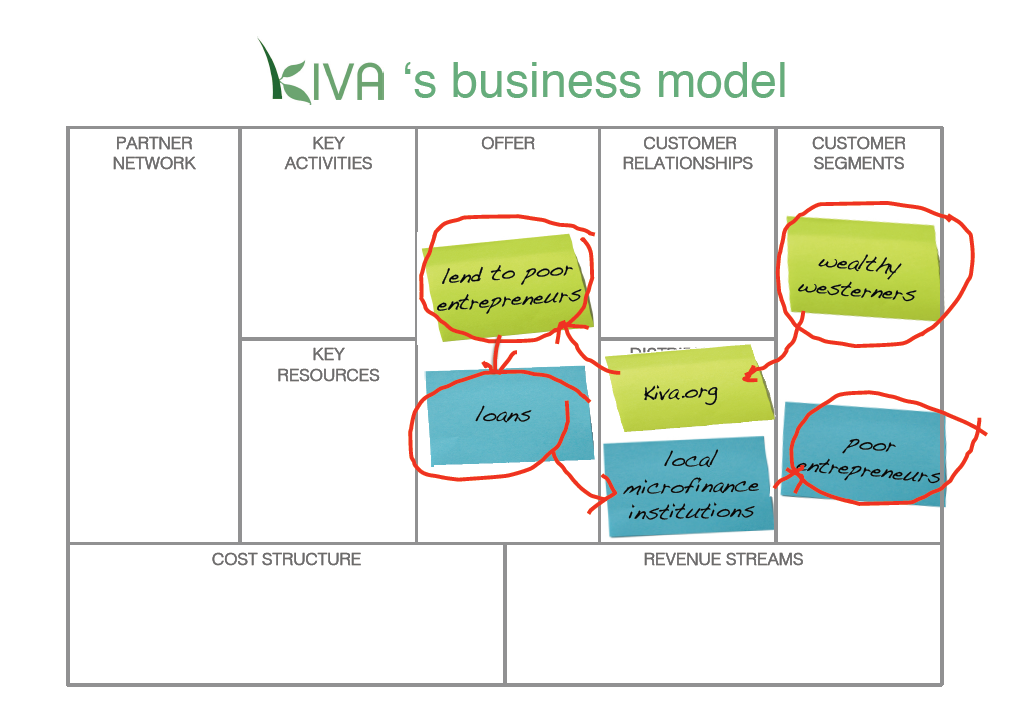 KIVA 's business model
PARTNER
NETWORK
KEY
ACTIVITIES
OFFER
CUSTOMER
RELATIONSHIPS
CUSTOMER
SEGMENTS
lend to poor
entrepreneurs
wealthy
westerners
KEY
RESOURCES
loans
Kiva.org
local
microfinance
institutions
poor
entrepreneurs
COST STRUCTURE
REVENUE STREAMS